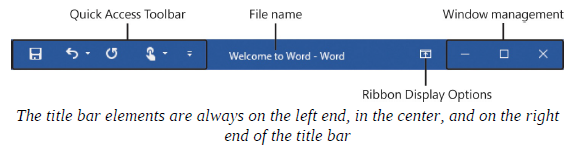 Quick Access Toolbar File name Window management
Welcome to Word - Word
Ribbon Display Options
The title bar elements are always on the left end, in the center, and on the right
end of the title bar